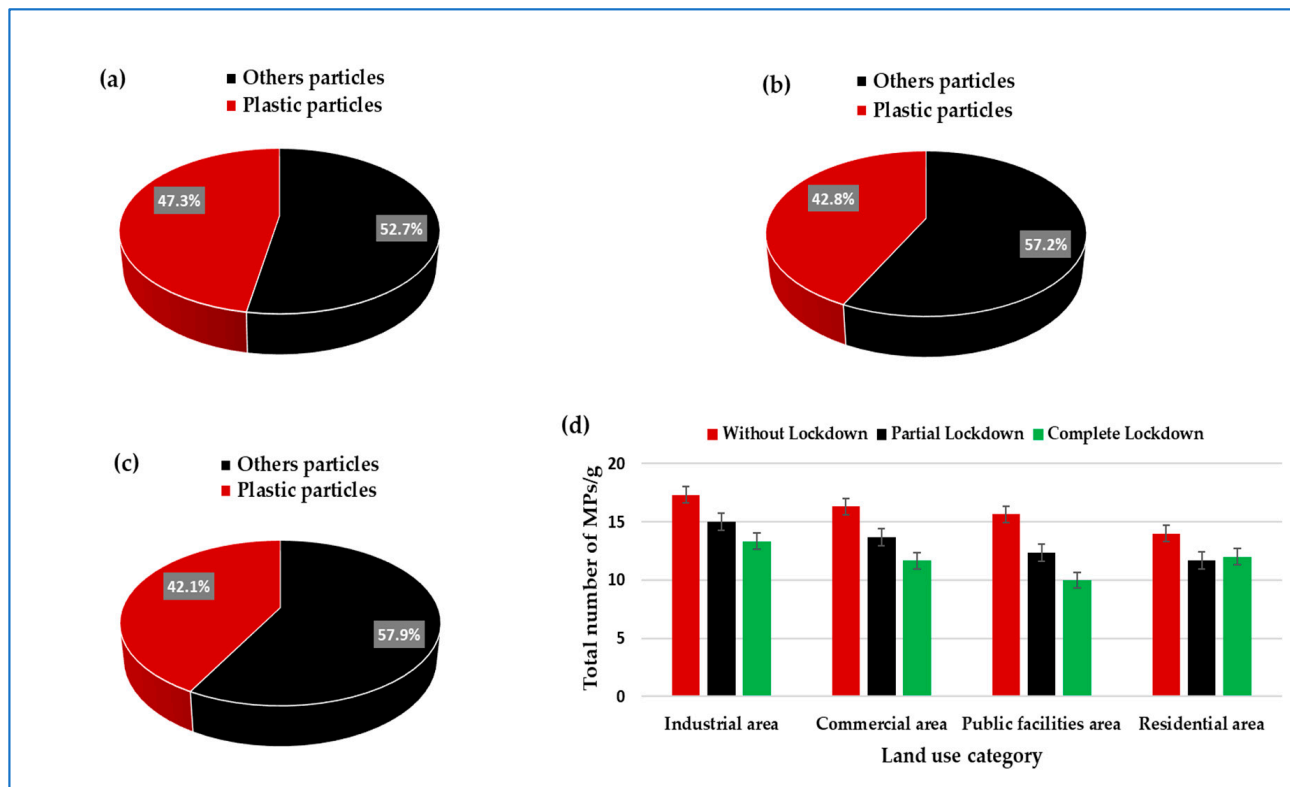 (a)
Others particles
Plastic particles
47.3%
52.7%
(b)
Others particles
Plastic particles
42.8%
57.2%
(c)
Others particles
Plastic particles
42.1%
57.9%
(d)
Without Lockdown Partial Lockdown Complete Lockdown
Total number of MPs/g
20
15
10
5
0
Industrial area Commercial area Public facilities area Residential area
Land use category